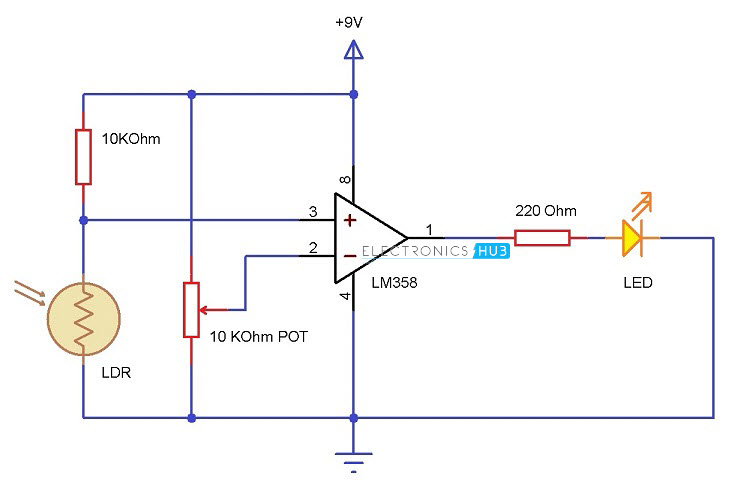 +9V
10KOhm
8
3
+
2
−
1
220 Ohm
ELECTRONICS HUB
4
LM358
LED
10 KOhm POT
LDR